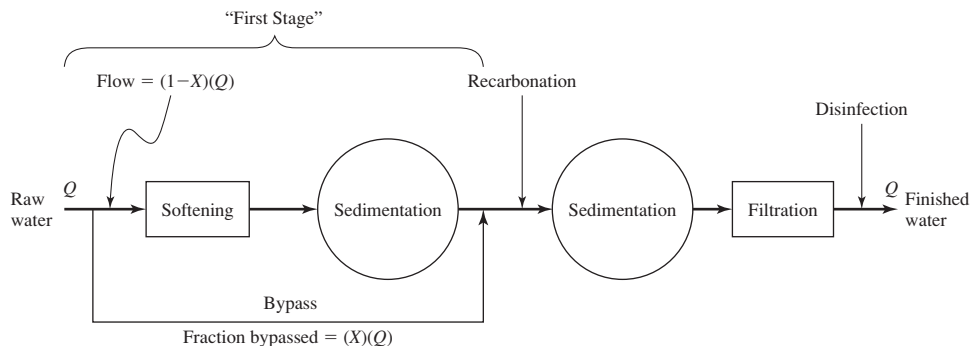 “First Stage”
Flow = (1−X)(Q)
Recarbonation
Disinfection
Raw
water
Q
Softening
Sedimentation
Sedimentation
Filtration
Q
Finished
water
Bypass
Fraction bypassed = (X)(Q)